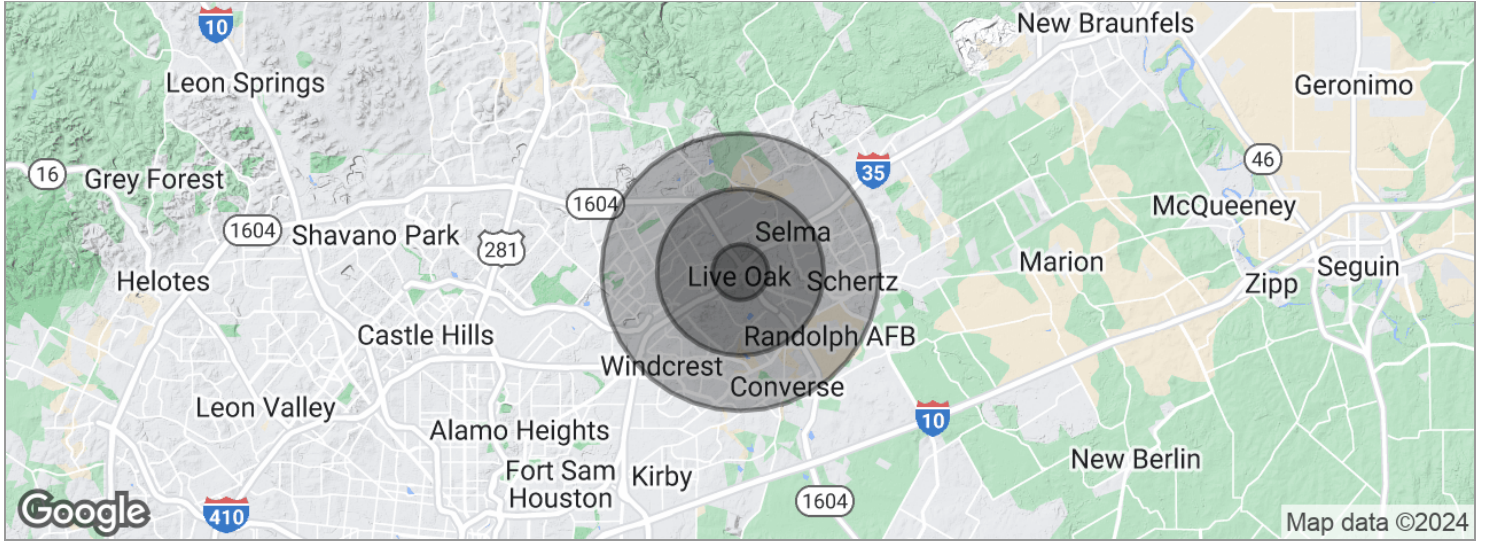 10
New Braunfels
Leon Springs
Geronimo
16
Grey Forest
35
46
1604
McQueeney
1604
Shavano Park
281
Selma
Helotes
Live Oak
Schertz
Marion
Zipp
Seguin
Castle Hills
Randolph AFB
Windcrest
Converse
Leon Valley
10
Alamo Heights
Fort Sam
Houston
Kirby
New Berlin
1604
Google
410
Map data ©2024